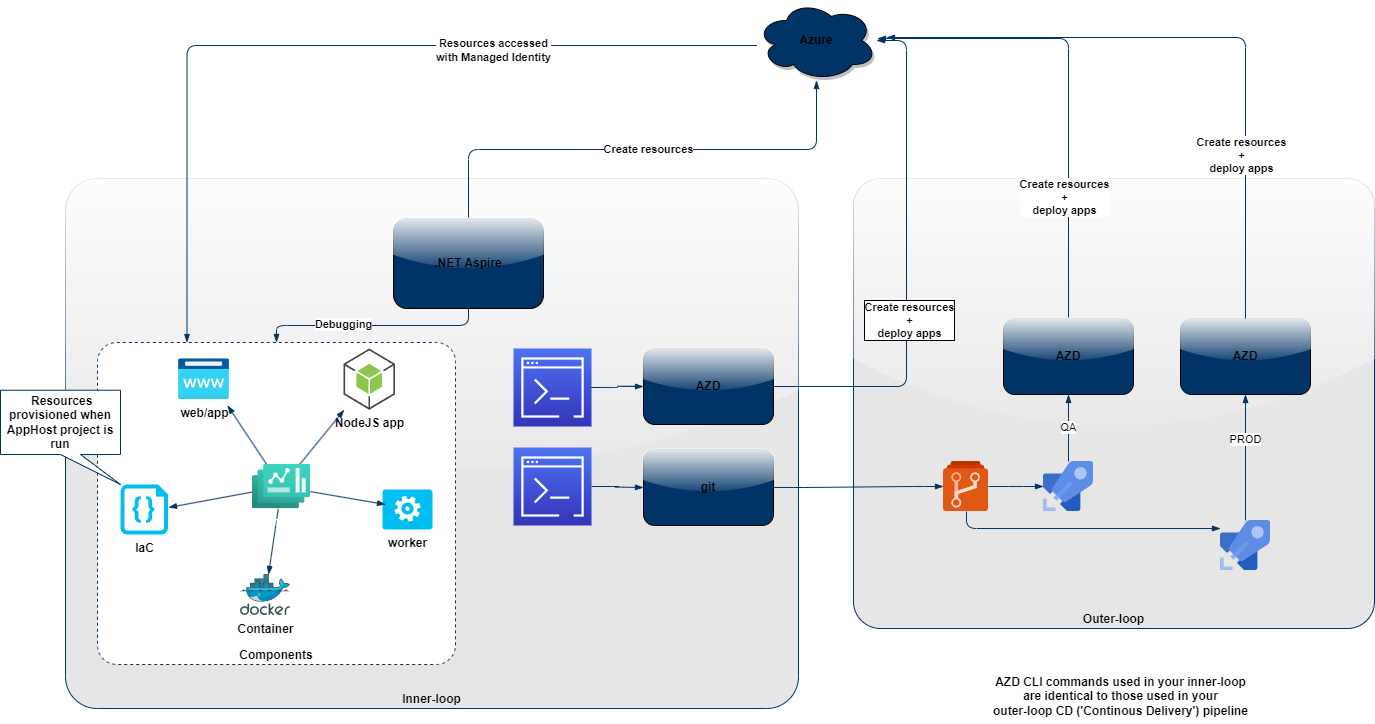 Azure
Resources accessed
with Managed Identity
Create resources
Create resources
+
deploy apps
Create resources
+
deploy apps
.NET Aspire
Create resources
+
deploy apps
Debugging
WWW
web/app
NodeJS app
AZD
AZD
AZD
Resources
provisioned when
AppHost project is
run
QA
PROD
git
{}
IaC
worker
docker
Container
Components
Inner-loop
Outer-loop
AZD CLI commands used in your inner-loop
are identical to those used in your
outer-loop CD ('Continous Delivery') pipeline